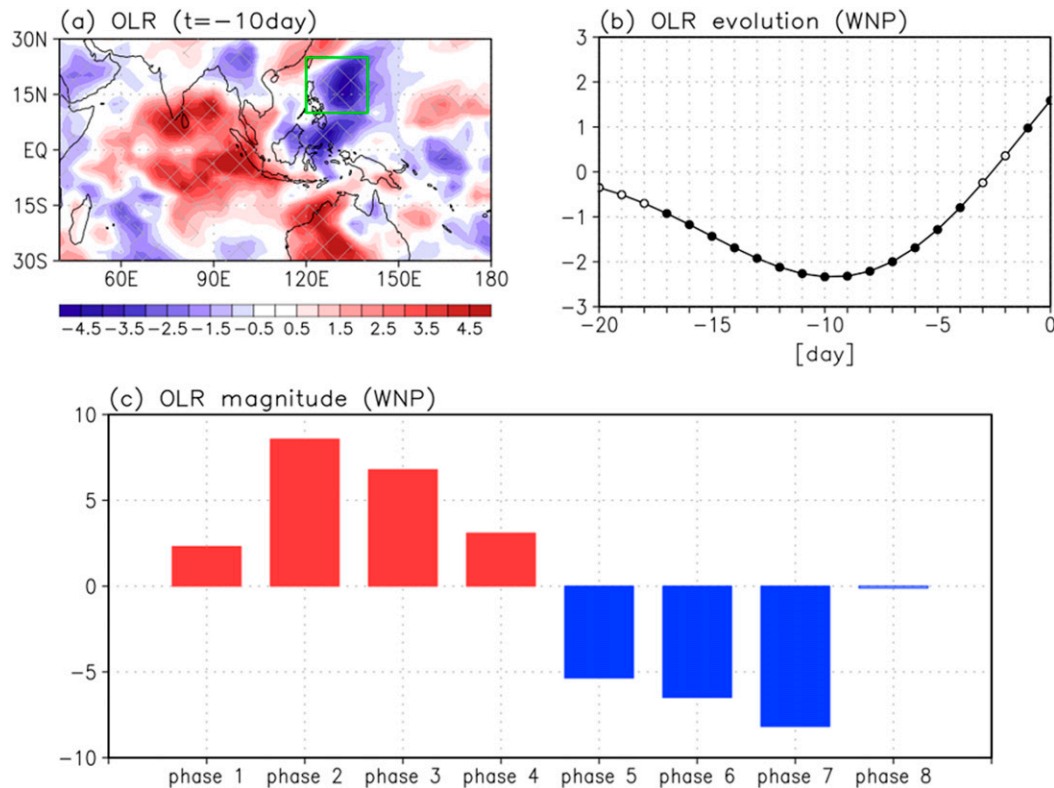 (a) OLR (t=−10day)
30N
15N
EQ
15S
30S
60E 90E 120E 150E 180
−4.5 −3.5 −2.5 −1.5 −0.5 0.5 1.5 2.5 3.5 4.5
(b) OLR evolution (WNP)
3
2
1
0
−1
−2
−3
−20 −15 −10 −5 0
[day]
(c) OLR magnitude (WNP)
10
5
0
−5
−10
phase 1 phase 2 phase 3 phase 4 phase 5 phase 6 phase 7 phase 8